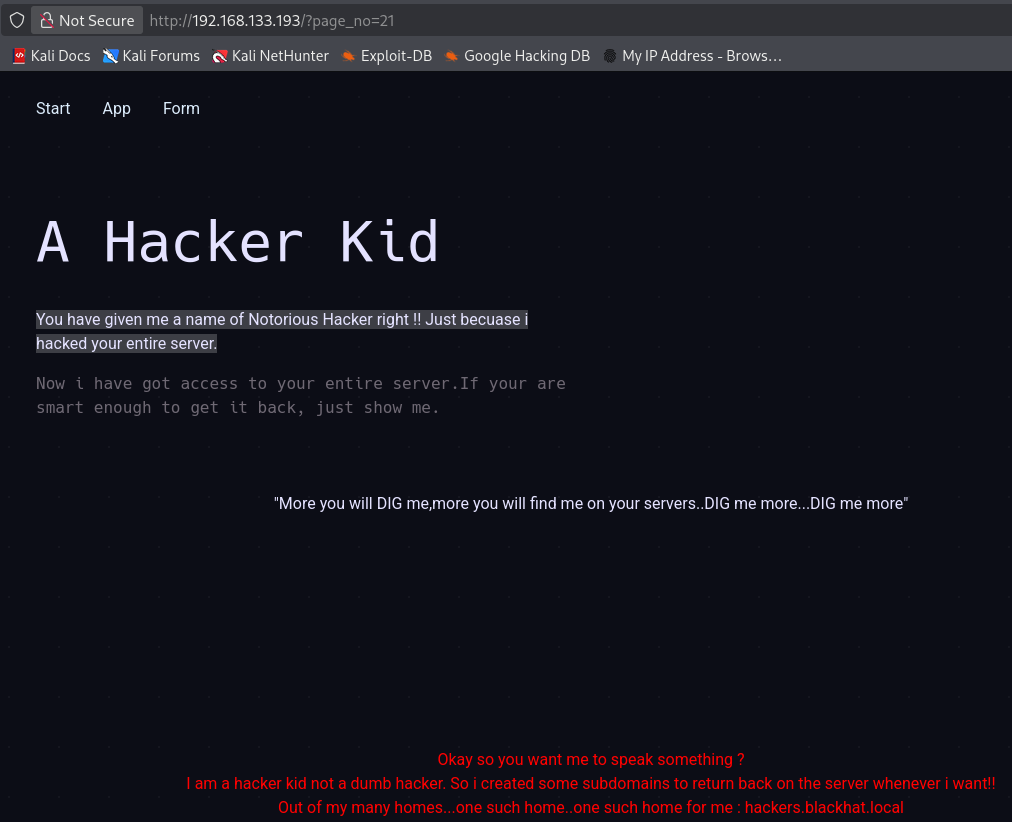 Not Secure http://192.168.133.193/?page_no=21
Kali Docs Kali Forums Kali NetHunter Exploit-DB Google Hacking DB My IP Address - Brows...
Start App Form
A Hacker Kid
You have given me a name of Notorious Hacker right !! Just becuase i
hacked your entire server.
Now i have got access to your entire server.If your are
smart enough to get it back, just show me.
"More you will DIG me,more you will find me on your servers..DIG me more...DIG me more"
Okay so you want me to speak something ?
I am a hacker kid not a dumb hacker. So i created some subdomains to return back on the server whenever i want!!
Out of my many homes...one such home..one such home for me : hackers.blackhat.local